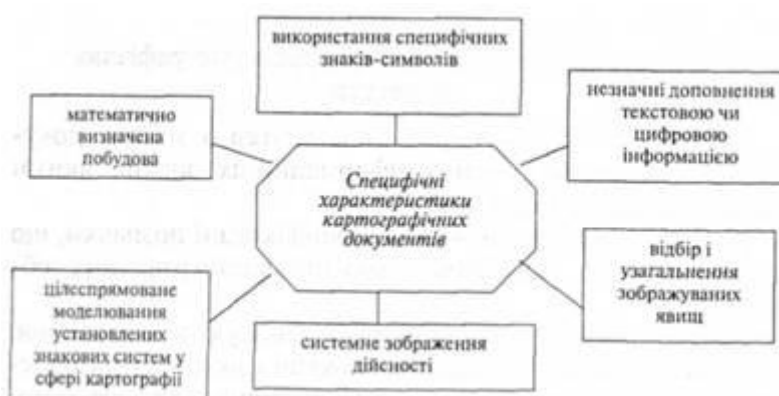 використання специфічних
знаків-символів
математично
визначена
побудова
незначні доповнення
текстовою чи
цифровою
інформацією
Специфічні
характеристики
картографічних
документів
цілеспрямоване
моделювання
установлених
знакових систем у
сфері картографії
системне зображення
дійсності
відбір і
узагальнення
зображуваних
явищ